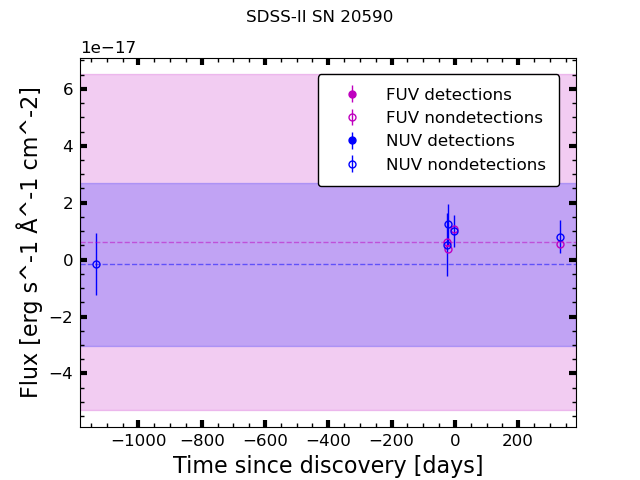 SDSS-II SN 20590
1e−17
FUV detections
FUV nondetections
NUV detections
NUV nondetections
6
4
2
0
−2
−4
Flux [erg s^-1 Å^-1 cm^-2]
−1000 −800 −600 −400 −200 0 200
Time since discovery [days]